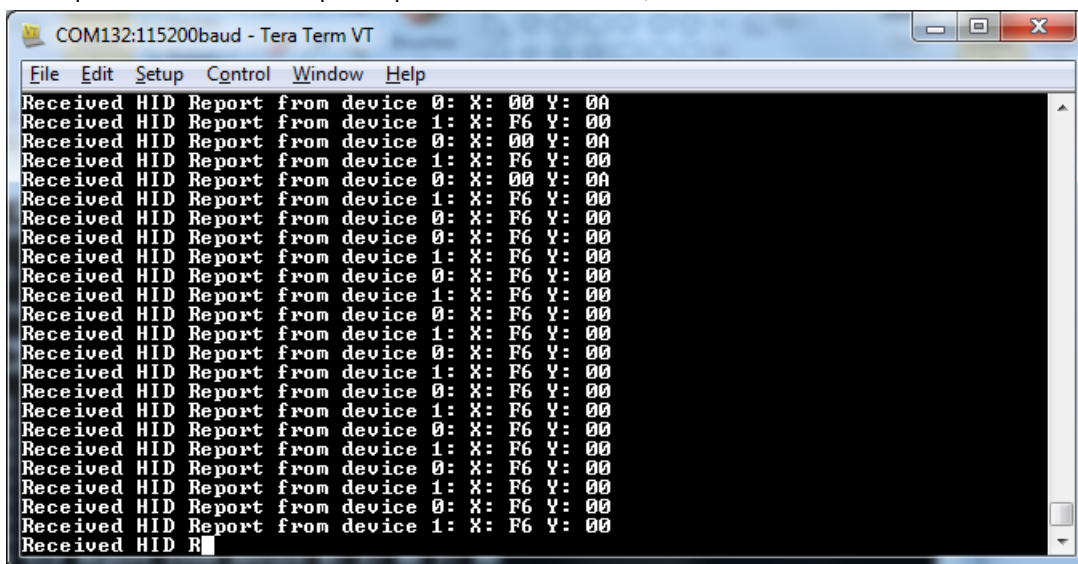 COM132:115200baud - Tera Term VT
File Edit Setup Control Window Help
Received HID Report from device 0: X: 00 Y: 0A
Received HID Report from device 1: X: F6 Y: 00
Received HID Report from device 0: X: 00 Y: 0A
Received HID Report from device 1: X: F6 Y: 00
Received HID Report from device 0: X: 00 Y: 0A
Received HID Report from device 1: X: F6 Y: 00
Received HID Report from device 0: X: F6 Y: 00
Received HID Report from device 0: X: F6 Y: 00
Received HID Report from device 1: X: F6 Y: 00
Received HID Report from device 0: X: F6 Y: 00
Received HID Report from device 1: X: F6 Y: 00
Received HID Report from device 0: X: F6 Y: 00
Received HID Report from device 1: X: F6 Y: 00
Received HID Report from device 0: X: F6 Y: 00
Received HID Report from device 1: X: F6 Y: 00
Received HID Report from device 0: X: F6 Y: 00
Received HID Report from device 1: X: F6 Y: 00
Received HID Report from device 0: X: F6 Y: 00
Received HID Report from device 1: X: F6 Y: 00
Received HID Report from device 0: X: F6 Y: 00
Received HID Report from device 1: X: F6 Y: 00
Received HID Report from device 0: X: F6 Y: 00
Received HID Report from device 1: X: F6 Y: 00
Received HID R